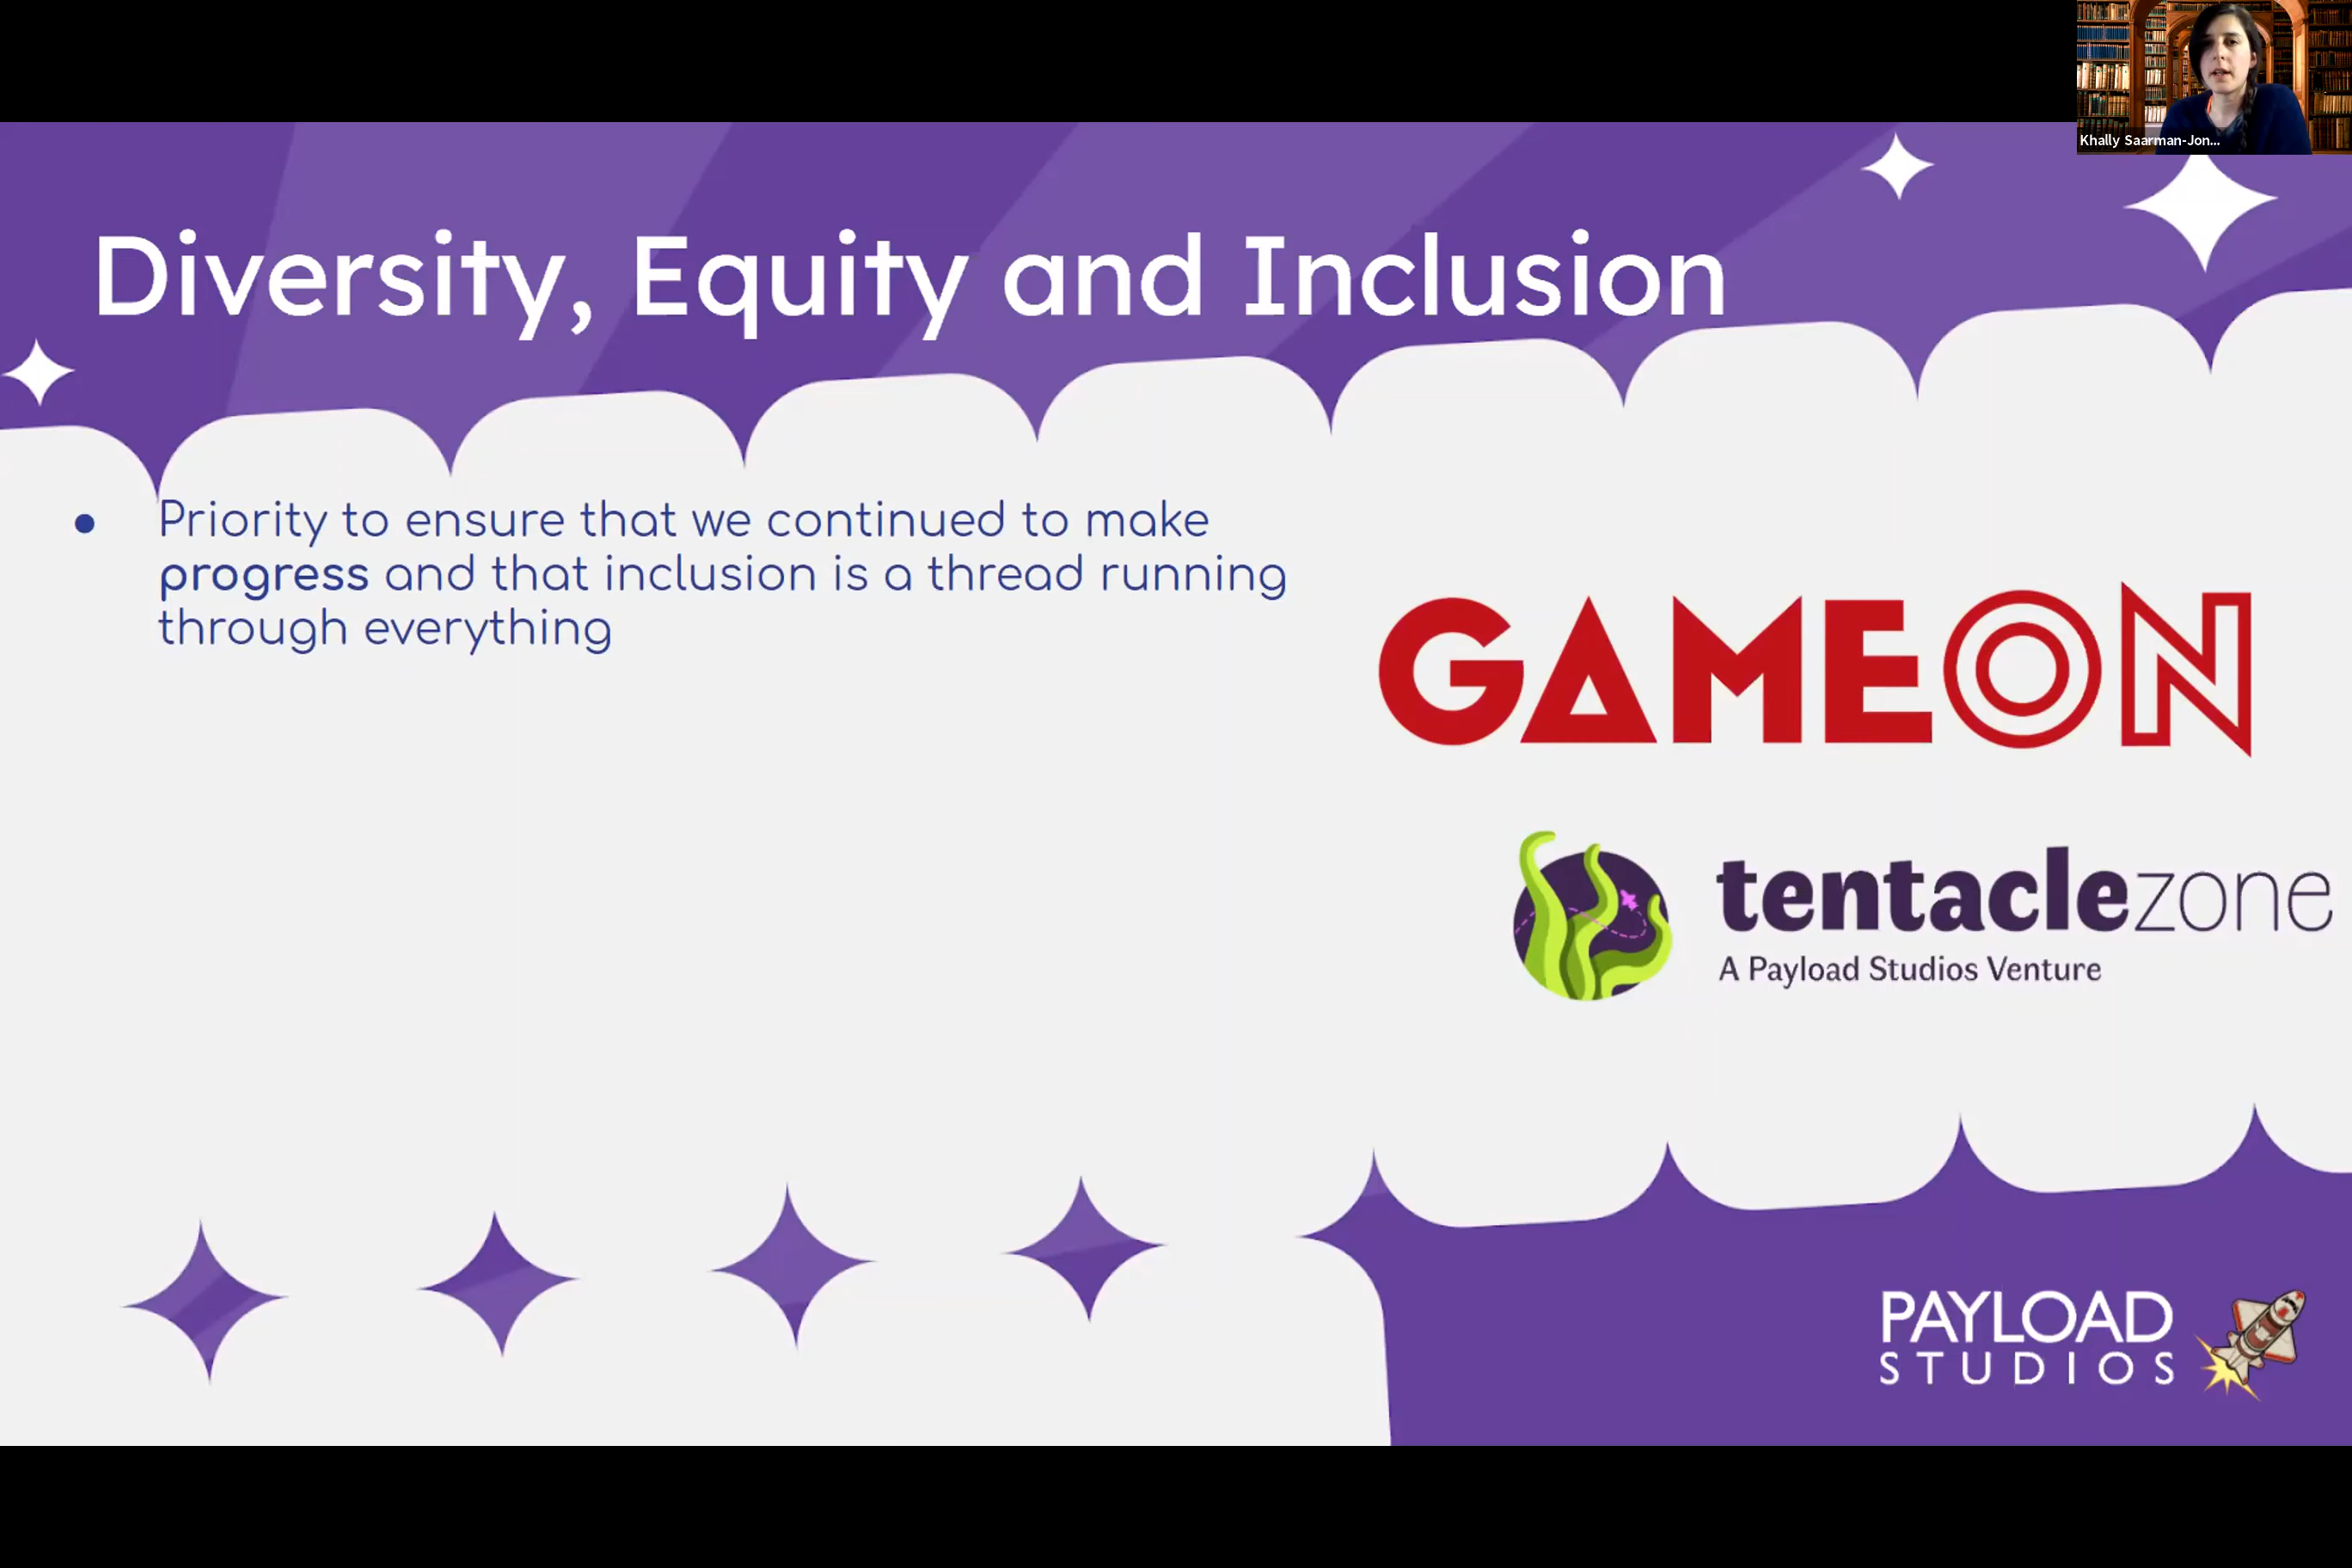 Khally Saarman-Jon...
Diversity, Equity and Inclusion
• Priority to ensure that we continued to make
progress and that inclusion is a thread running
through everything
GAMEON
tentaclezone
A Payload Studios Venture
PAYLOAD
STUDIOS